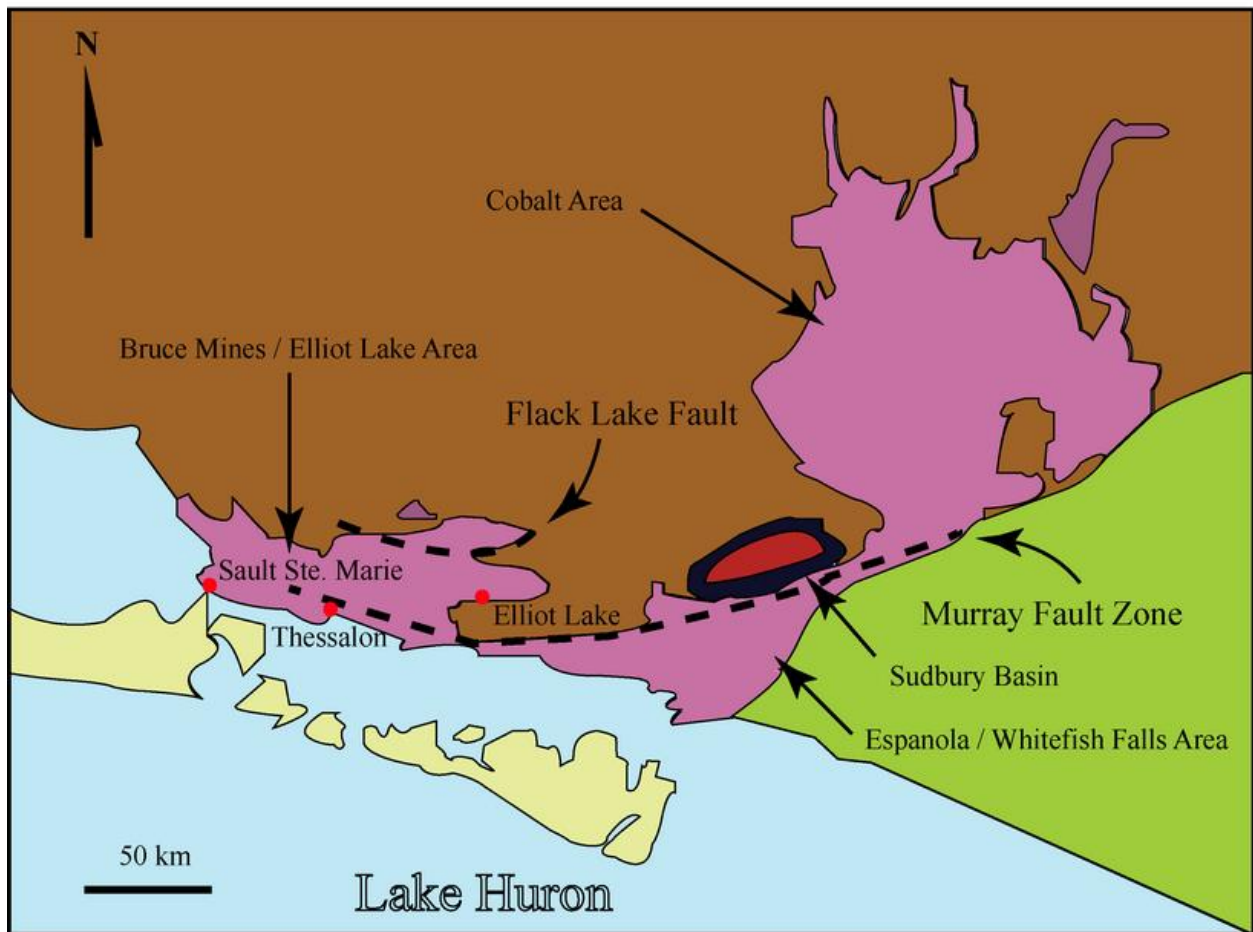 N
Cobalt Area
Bruce Mines / Elliot Lake Area
Flack Lake Fault
Sault Ste. Marie
Elliot Lake
Thessalon
Murray Fault Zone
Sudbury Basin
Espanola / Whitefish Falls Area
50 km
Lake Huron